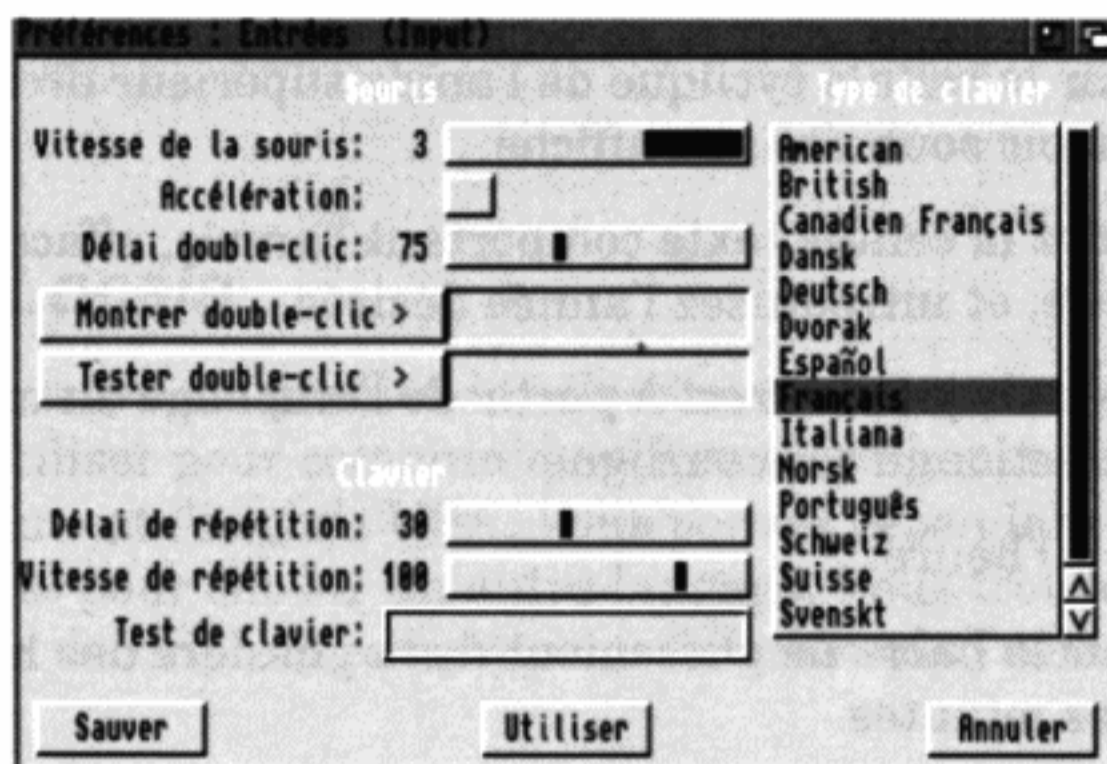 Préférences : Entrées (Input)
Souris
Vitesse de la souris: 3
Accélération:
Délai double-clic: 75
Montrer double-clic >
Tester double-clic >
Clavier
Délai de répétition: 30
Vitesse de répétition: 100
Test de clavier:
Type de clavier
American
British
Canadien Français
Dansk
Deutsch
Dvorak
Español
Français
Italiana
Norsk
Português
Schweiz
Suisse
Svenskt
Sauver
Utiliser
Annuler